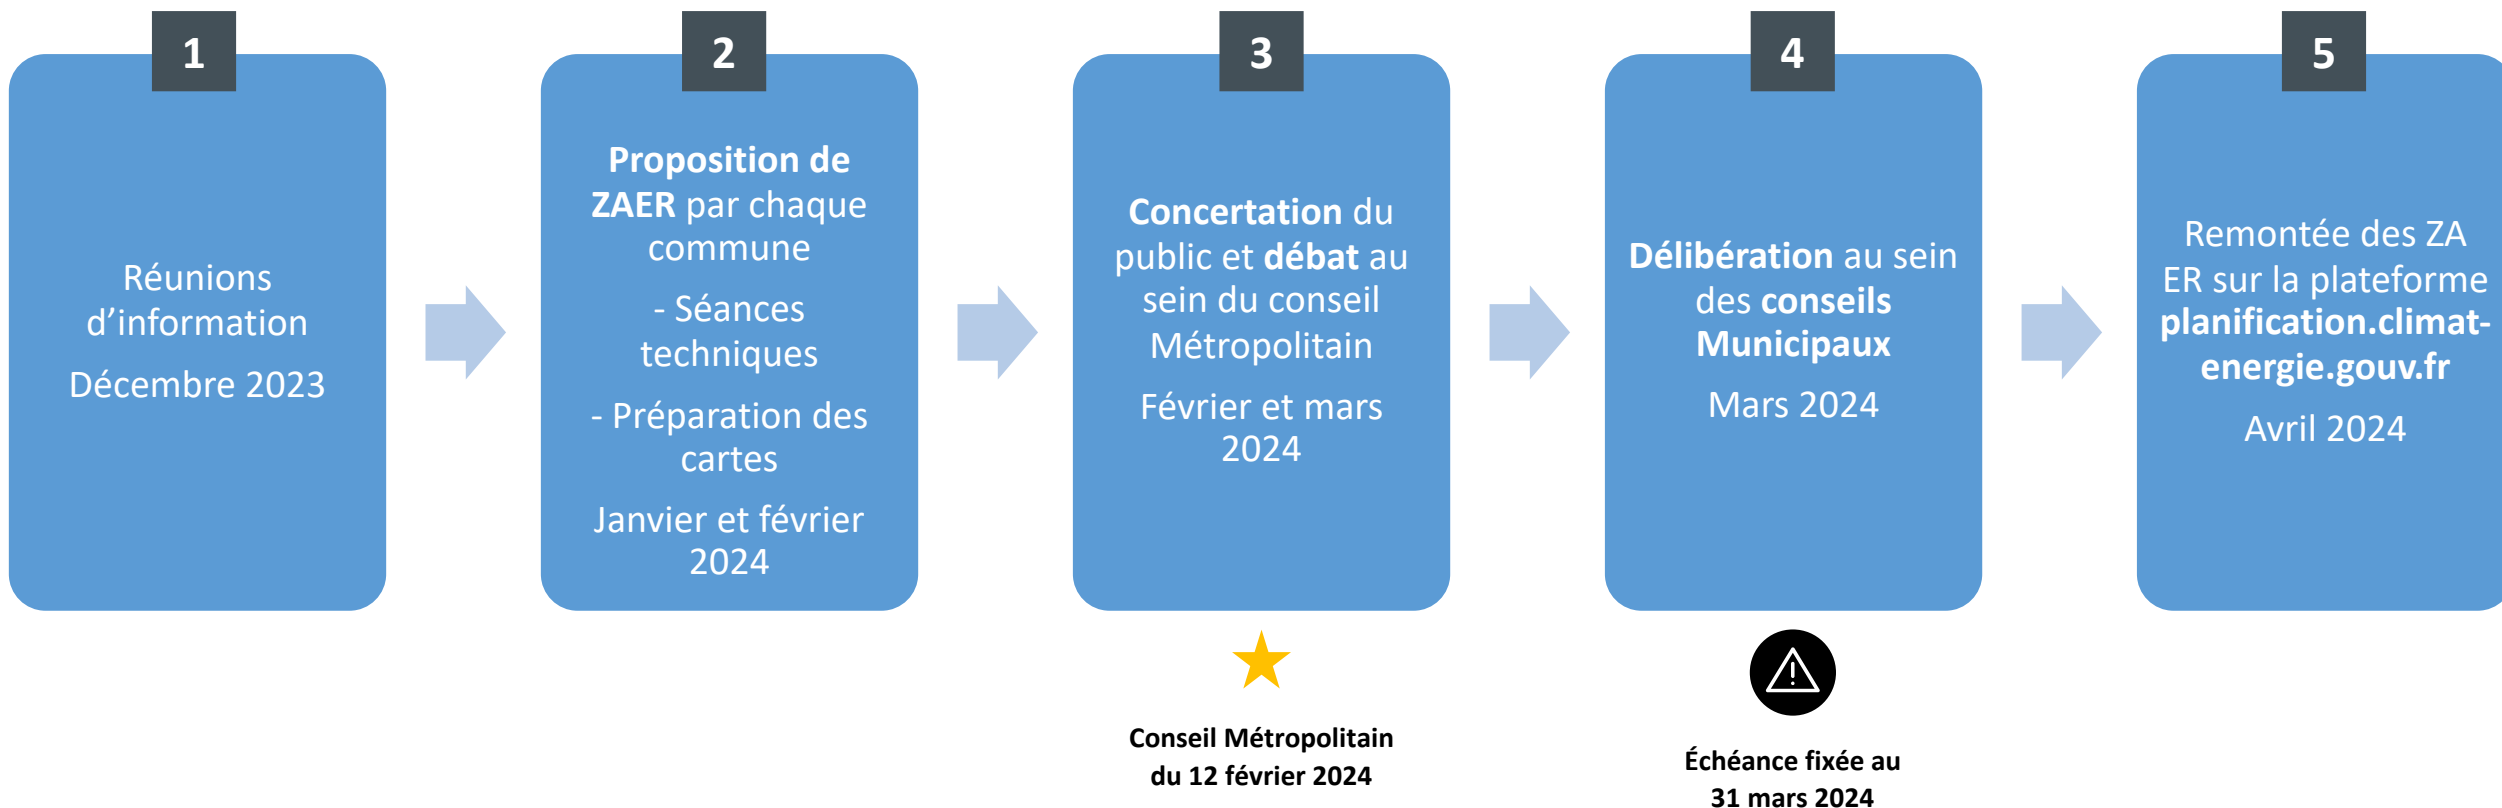 1
Réunions
d’information
Décembre 2023
2
Proposition de
ZAER par chaque
commune
- Séances
techniques
- Préparation des
cartes
Janvier et février
2024
3
Concertation du
public et débat au
sein du conseil
Métropolitain
Février et mars
2024
Conseil Métropolitain
du 12 février 2024
4
Délibération au sein
des conseils
Municipaux
Mars 2024
Échéance fixée au
31 mars 2024
5
Remontée des ZA
ER sur la plateforme
planification.climat-
energie.gouv.fr
Avril 2024